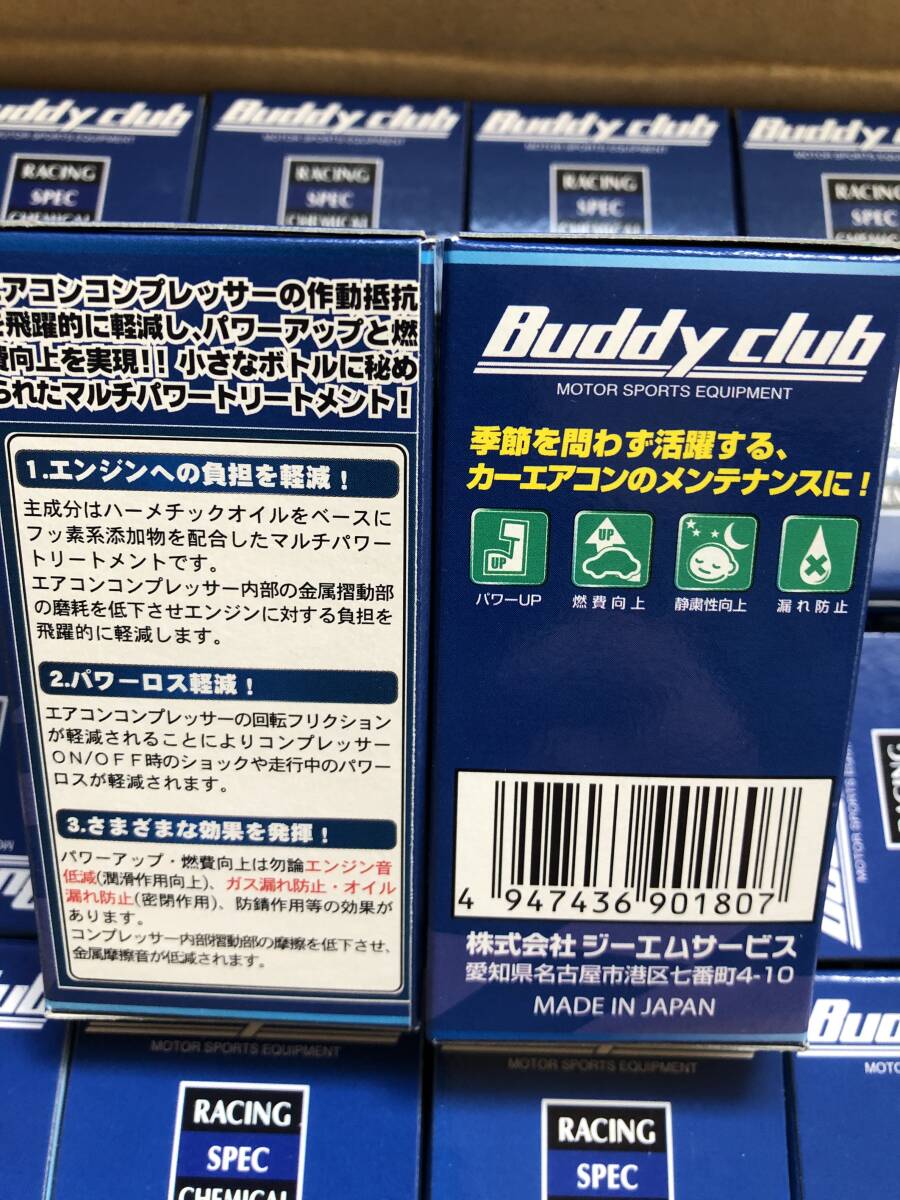 Buddy club
Buddy club
Buddy club
Buddy
MOTOR SPORTS EQUIPMENT
MOTOR SPORTS EQUIPMENT
MOTOR SPORTS EQUIPMENT
RACING
SPEC
CHEMICAL
RACING
SPEC
CHEMICAL
RACING
SPEC
CHEMICAL
RACING
SPEC
エアコンコンプレッサーの作動抵抗
を飛躍的に軽減し、パワーアップと燃
費向上を実現!! 小さなボトルに秘め
られたマルチパワートリートメント!
1.エンジンへの負担を軽減!
主成分はハーメチックオイルをベースに
フッ素系添加物を配合したマルチパワー
トリートメントです。
エアコンコンプレッサー内部の金属摺動部
の磨耗を低下させエンジンに対する負担を
飛躍的に軽減します。
2.パワーロス軽減!
エアコンコンプレッサーの回転フリクション
が軽減されることによりコンプレッサー
ON/OFF時のショックや走行中のパワー
ロスが軽減されます。
3.さまざまな効果を発揮!
パワーアップ・燃費向上は勿論エンジン音
低減(潤滑作用向上)、ガス漏れ防止・オイル
漏れ防止(密閉作用)、防錆作用等の効果が
あります。
コンプレッサー内部摺動部の摩擦を低下させ、
金属摩擦音が低減されます。
Buddy club
MOTOR SPORTS EQUIPMENT
季節を問わず活躍する、
カーエアコンのメンテナンスに!
UP
UP
パワーUP 燃費向上 静粛性向上 漏れ防止
4 947436 901807
株式会社 ジーエムサービス
愛知県名古屋市港区七番町4-10
MADE IN JAPAN
RACING
MOTOR SPORTS
Budd
MOTOR SPORTS EQUIPMENT
MOTOR SPORTS EQUIPMENT
RACING
SPEC
CHEMICAL
RACING
SPEC